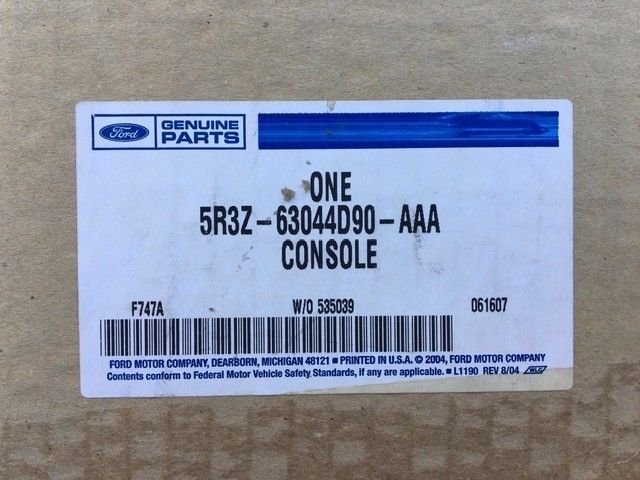 Ford GENUINE PARTS
ONE
5R3Z-63044D90-AAA
CONSOLE
F747A W/O 535039 061607
FORD MOTOR COMPANY, DEARBORN, MICHIGAN 48121 ■ PRINTED IN U.S.A. © 2004, FORD MOTOR COMPANY
Contents conform to Federal Motor Vehicle Safety Standards, if any are applicable. ■ L1190 REV 8/04